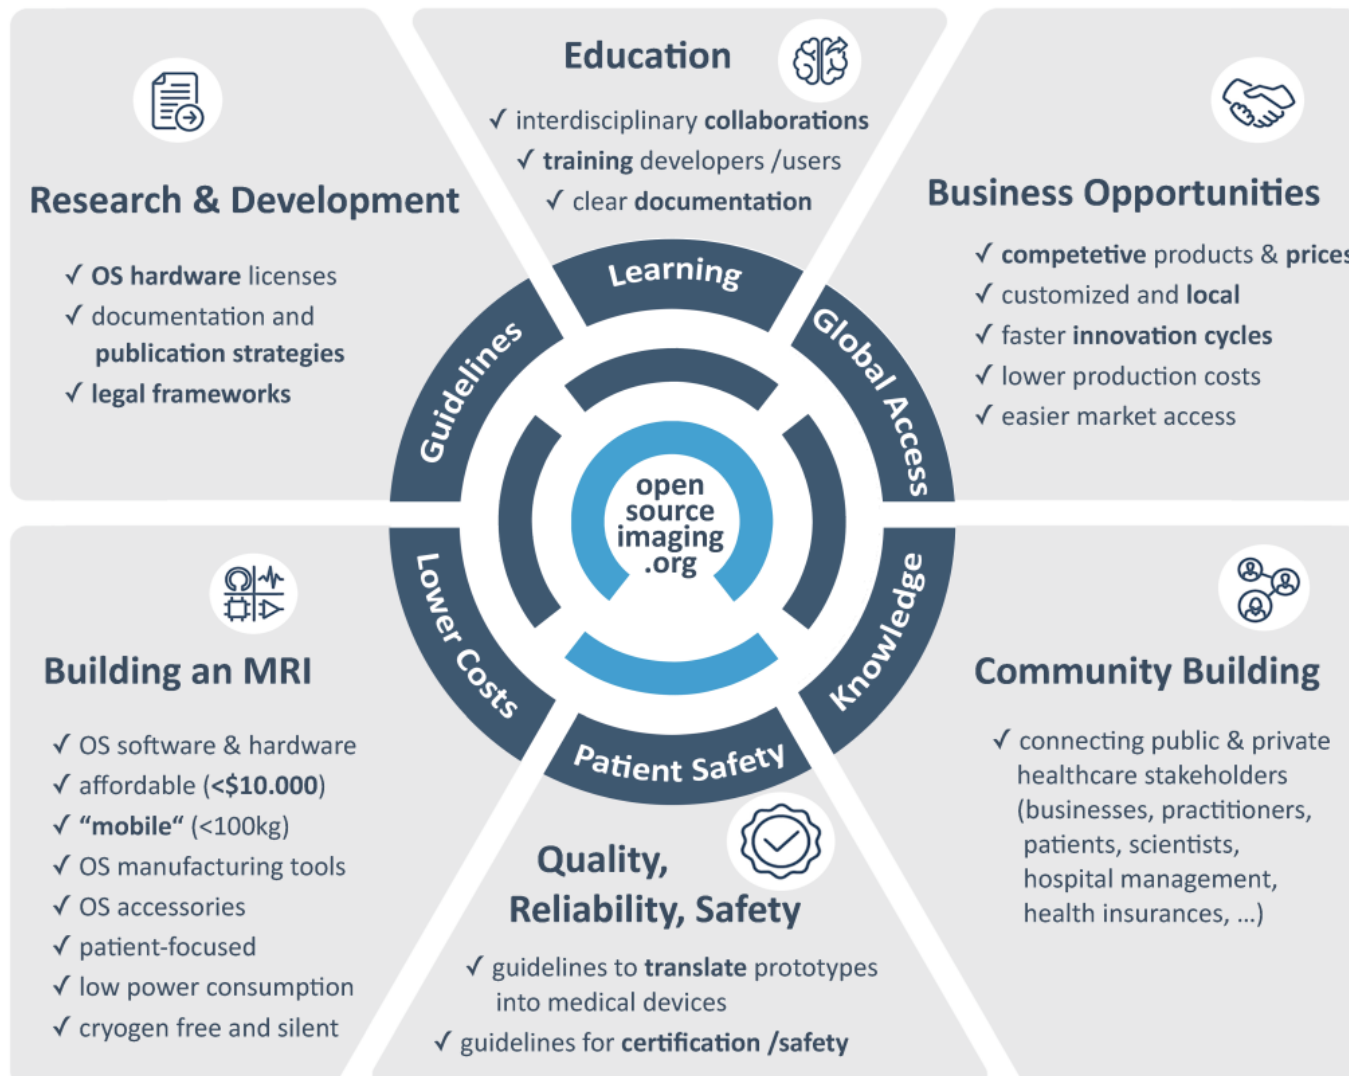 Education
✓ interdisciplinary collaborations
✓ training developers /users
✓ clear documentation
Research & Development
✓ OS hardware licenses
✓ documentation and
publication strategies
✓ legal frameworks
Business Opportunities
✓ competetive products & prices
✓ customized and local
✓ faster innovation cycles
✓ lower production costs
✓ easier market access
Learning
Guidelines
Global Access
open
source
imaging
.org
Lower Costs
Knowledge
Patient Safety
Building an MRI
✓ OS software & hardware
✓ affordable (<$10.000)
✓ “mobile“ (<100kg)
✓ OS manufacturing tools
✓ OS accessories
✓ patient-focused
✓ low power consumption
✓ cryogen free and silent
Quality,
Reliability, Safety
✓ guidelines to translate prototypes
into medical devices
✓ guidelines for certification /safety
Community Building
✓ connecting public & private
healthcare stakeholders
(businesses, practitioners,
patients, scientists,
hospital management,
health insurances, ...)